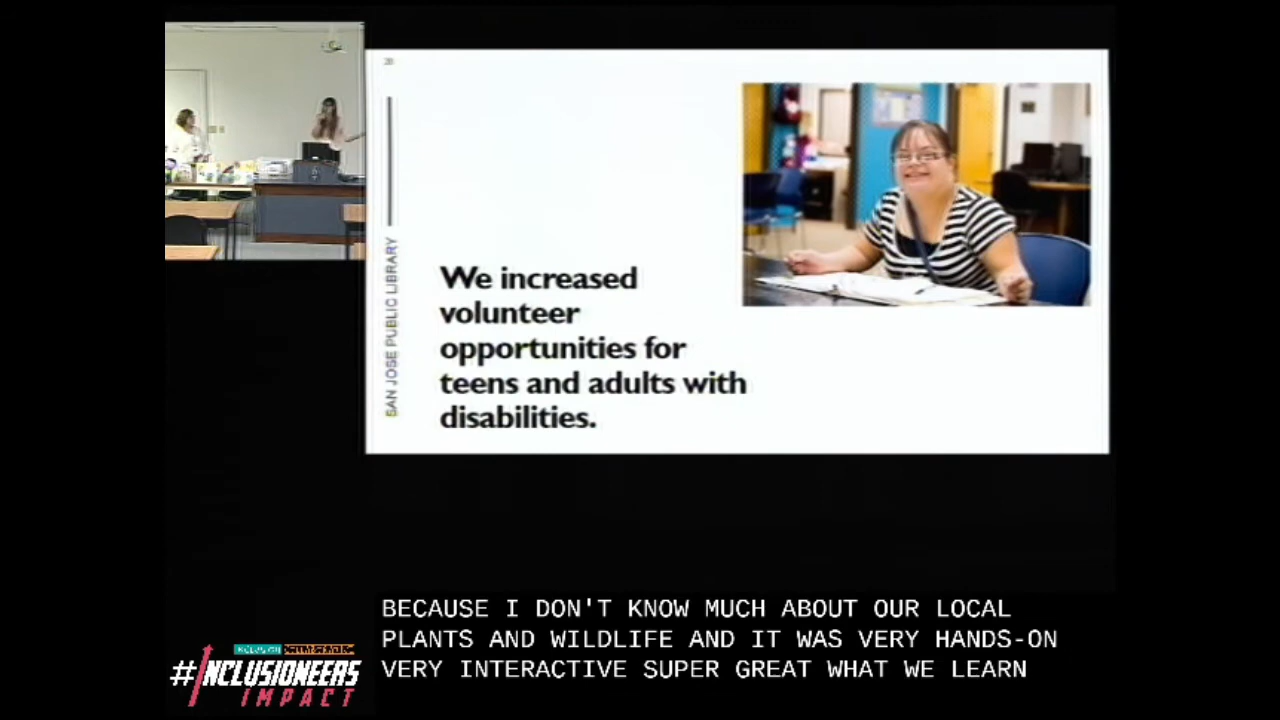 28
SAN JOSE PUBLIC LIBRARY
We increased
volunteer
opportunities for
teens and adults with
disabilities.
BECAUSE I DON'T KNOW MUCH ABOUT OUR LOCAL
PLANTS AND WILDLIFE AND IT WAS VERY HANDS-ON
VERY INTERACTIVE SUPER GREAT WHAT WE LEARN
#INCLUSIONEERS
IMPACT